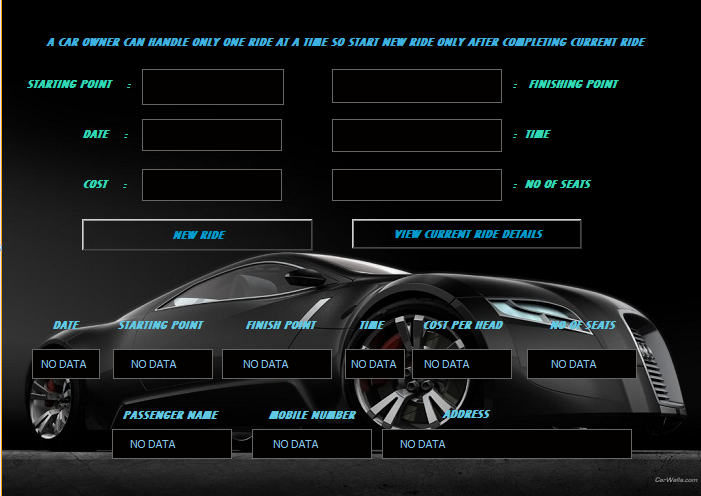 A CAR OWNER CAN HANDLE ONLY ONE RIDE AT A TIME SO START NEW RIDE ONLY AFTER COMPLETING CURRENT RIDE
STARTING POINT : : FINISHING POINT
DATE : : TIME
COST : : NO OF SEATS
NEW RIDE VIEW CURRENT RIDE DETAILS
DATE STARTING POINT FINISH POINT TIME COST PER HEAD NO OF SEATS
NO DATA NO DATA NO DATA NO DATA NO DATA NO DATA
PASSENGER NAME MOBILE NUMBER ADDRESS
NO DATA NO DATA NO DATA
CarWalls.com